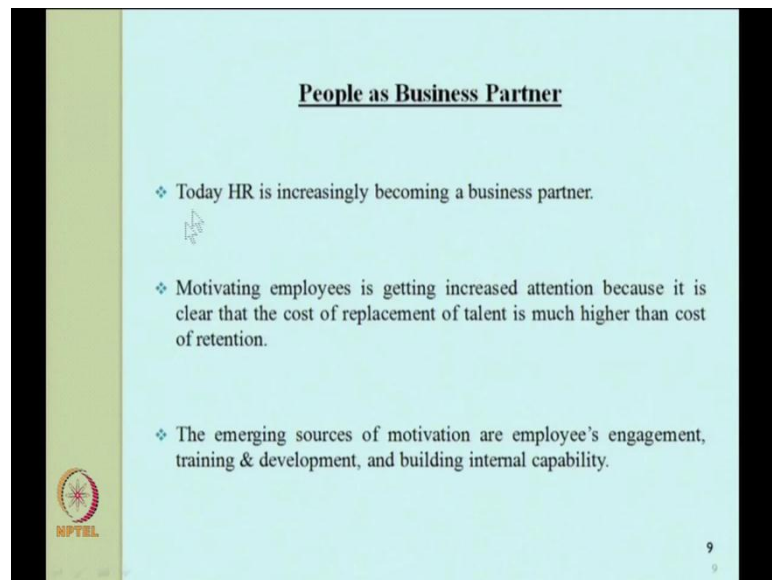 People as Business Partner
❖ Today HR is increasingly becoming a business partner.
❖ Motivating employees is getting increased attention because it is
clear that the cost of replacement of talent is much higher than cost
of retention.
❖ The emerging sources of motivation are employee's engagement,
training & development, and building internal capability.
NPTEL
9
9